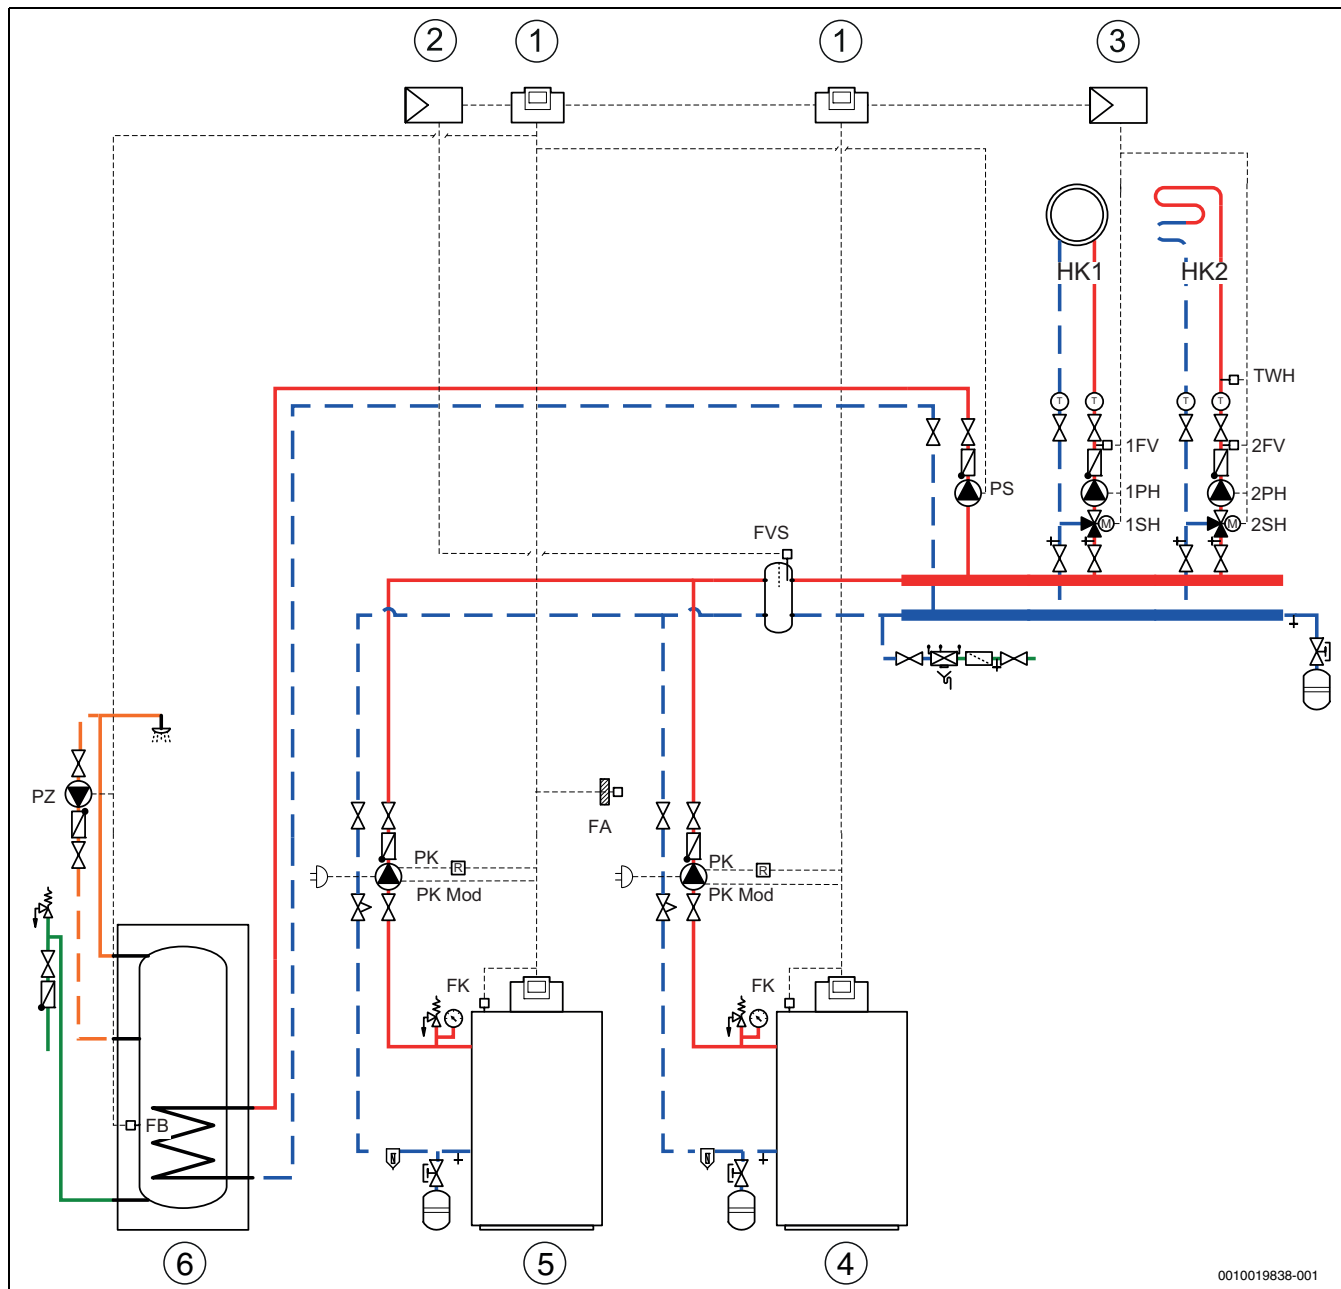 2 1 1 3
HK1 HK2
TWH
1FV 2FV
PS 1PH 2PH
M 1SH M 2SH
T T T T
FVS
PZ
FA
PK R PK R
PK Mod PK Mod
FK FK
FB
6 5 4
0010019838-001